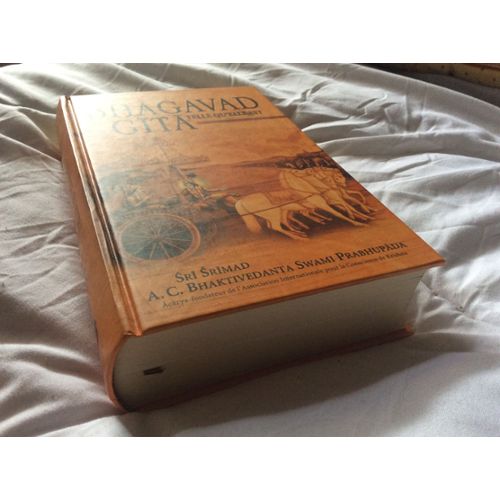 BHAGAVAD
GITA TELLE QU'ELLE EST
ŚRĪ ŚRĪMAD
A. C. BHAKTIVEDANTA SWAMI PRABHUPĀDA
Ācārya-fondateur de l'Association Internationale pour la Conscience de Krishna